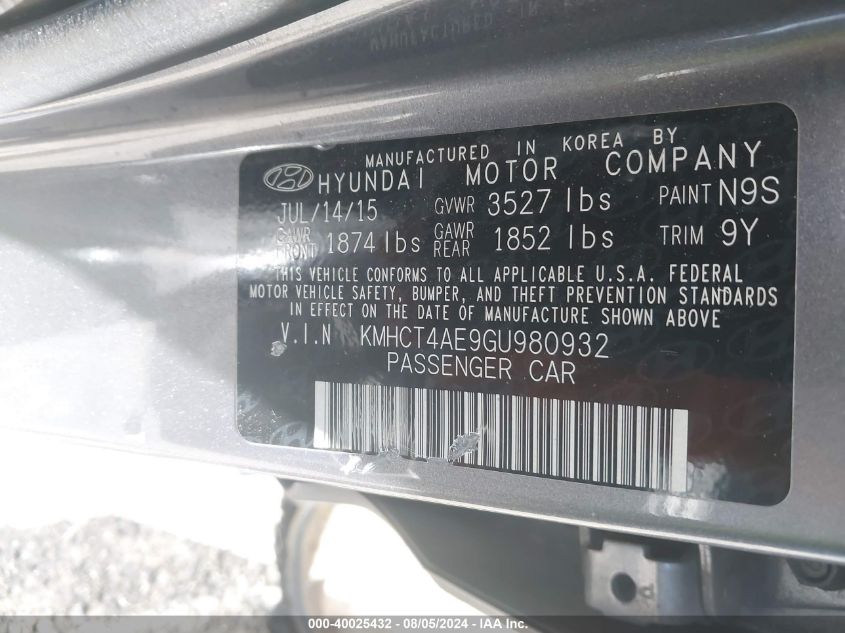 MANUFACTURED IN KOREA BY
HYUNDAI MOTOR COMPANY
JUL/14/15 GVWR 3527 lbs PAINT N9S
GAWR FRONT 1874 lbs GAWR REAR 1852 lbs TRIM 9Y
THIS VEHICLE CONFORMS TO ALL APPLICABLE U.S.A. FEDERAL
MOTOR VEHICLE SAFETY, BUMPER, AND THEFT PREVENTION STANDARDS
IN EFFECT ON THE DATE OF MANUFACTURE SHOWN ABOVE
V.I.N KMHCT4AE9GU980932
PASSENGER CAR
000-40025432 - 08/05/2024 - IAA Inc.